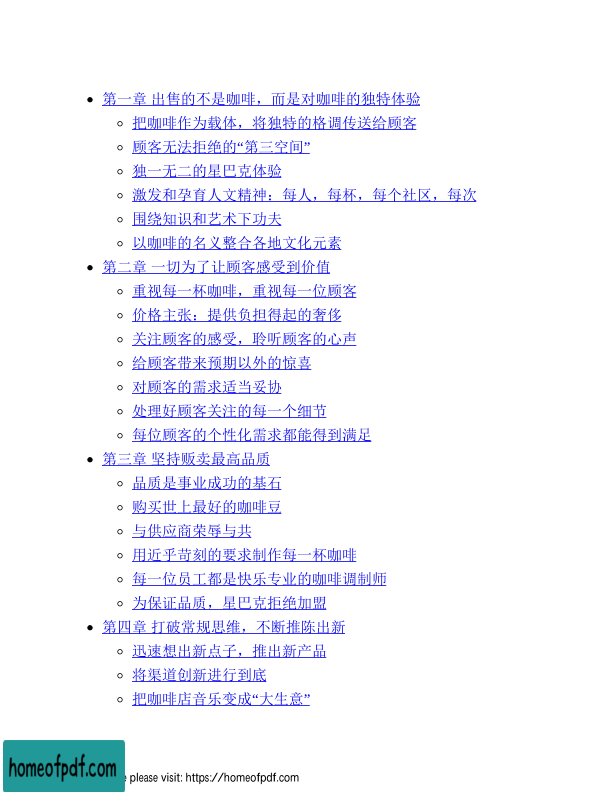 第一章 出售的不是咖啡，而是对咖啡的独特体验
把咖啡作为载体，将独特的格调传送给顾客
顾客无法拒绝的“第三空间”
独一无二的星巴克体验
激发和孕育人文精神：每人，每杯，每个社区，每次
围绕知识和艺术下功夫
以咖啡的名义整合各地文化元素
第二章 一切为了让顾客感受到价值
重视每一杯咖啡，重视每一位顾客
价格主张：提供负担得起的奢侈
关注顾客的感受，聆听顾客的心声
给顾客带来预期以外的惊喜
对顾客的需求适当妥协
处理好顾客关注的每一个细节
每位顾客的个性化需求都能得到满足
第三章 坚持贩卖最高品质
品质是事业成功的基石
购买世上最好的咖啡豆
与供应商荣辱与共
用近乎苛刻的要求制作每一杯咖啡
每一位员工都是快乐专业的咖啡调制师
为保证品质，星巴克拒绝加盟
第四章 打破常规思维，不断推陈出新
迅速想出新点子，推出新产品
将渠道创新进行到底
把咖啡店音乐变成“大生意”
homeofpdf.com
please visit: https://homeofpdf.com